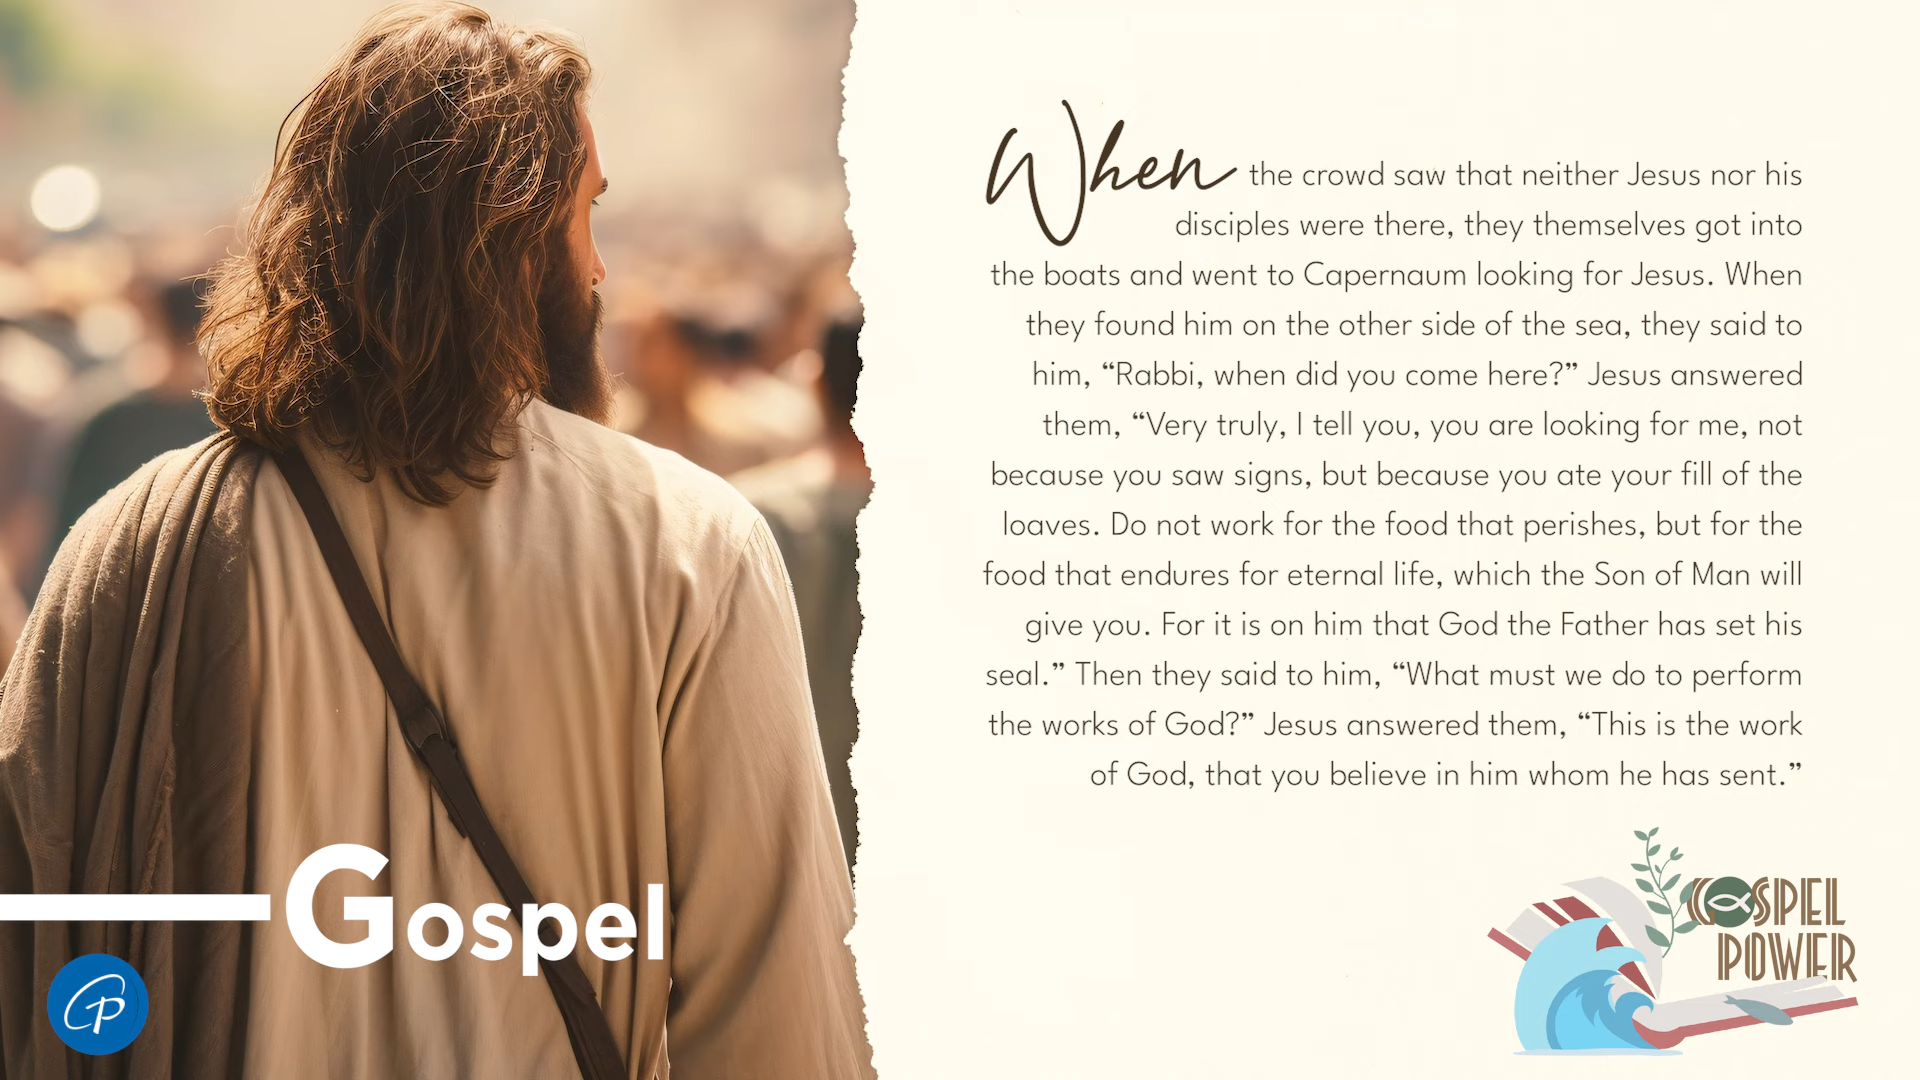 When the crowd saw that neither Jesus nor his
disciples were there, they themselves got into
the boats and went to Capernaum looking for Jesus. When
they found him on the other side of the sea, they said to
him, “Rabbi, when did you come here?” Jesus answered
them, “Very truly, I tell you, you are looking for me, not
because you saw signs, but because you ate your fill of the
loaves. Do not work for the food that perishes, but for the
food that endures for eternal life, which the Son of Man will
give you. For it is on him that God the Father has set his
seal.” Then they said to him, “What must we do to perform
the works of God?” Jesus answered them, “This is the work
of God, that you believe in him whom he has sent.”
Gospel
GOSPEL
POWER
CP